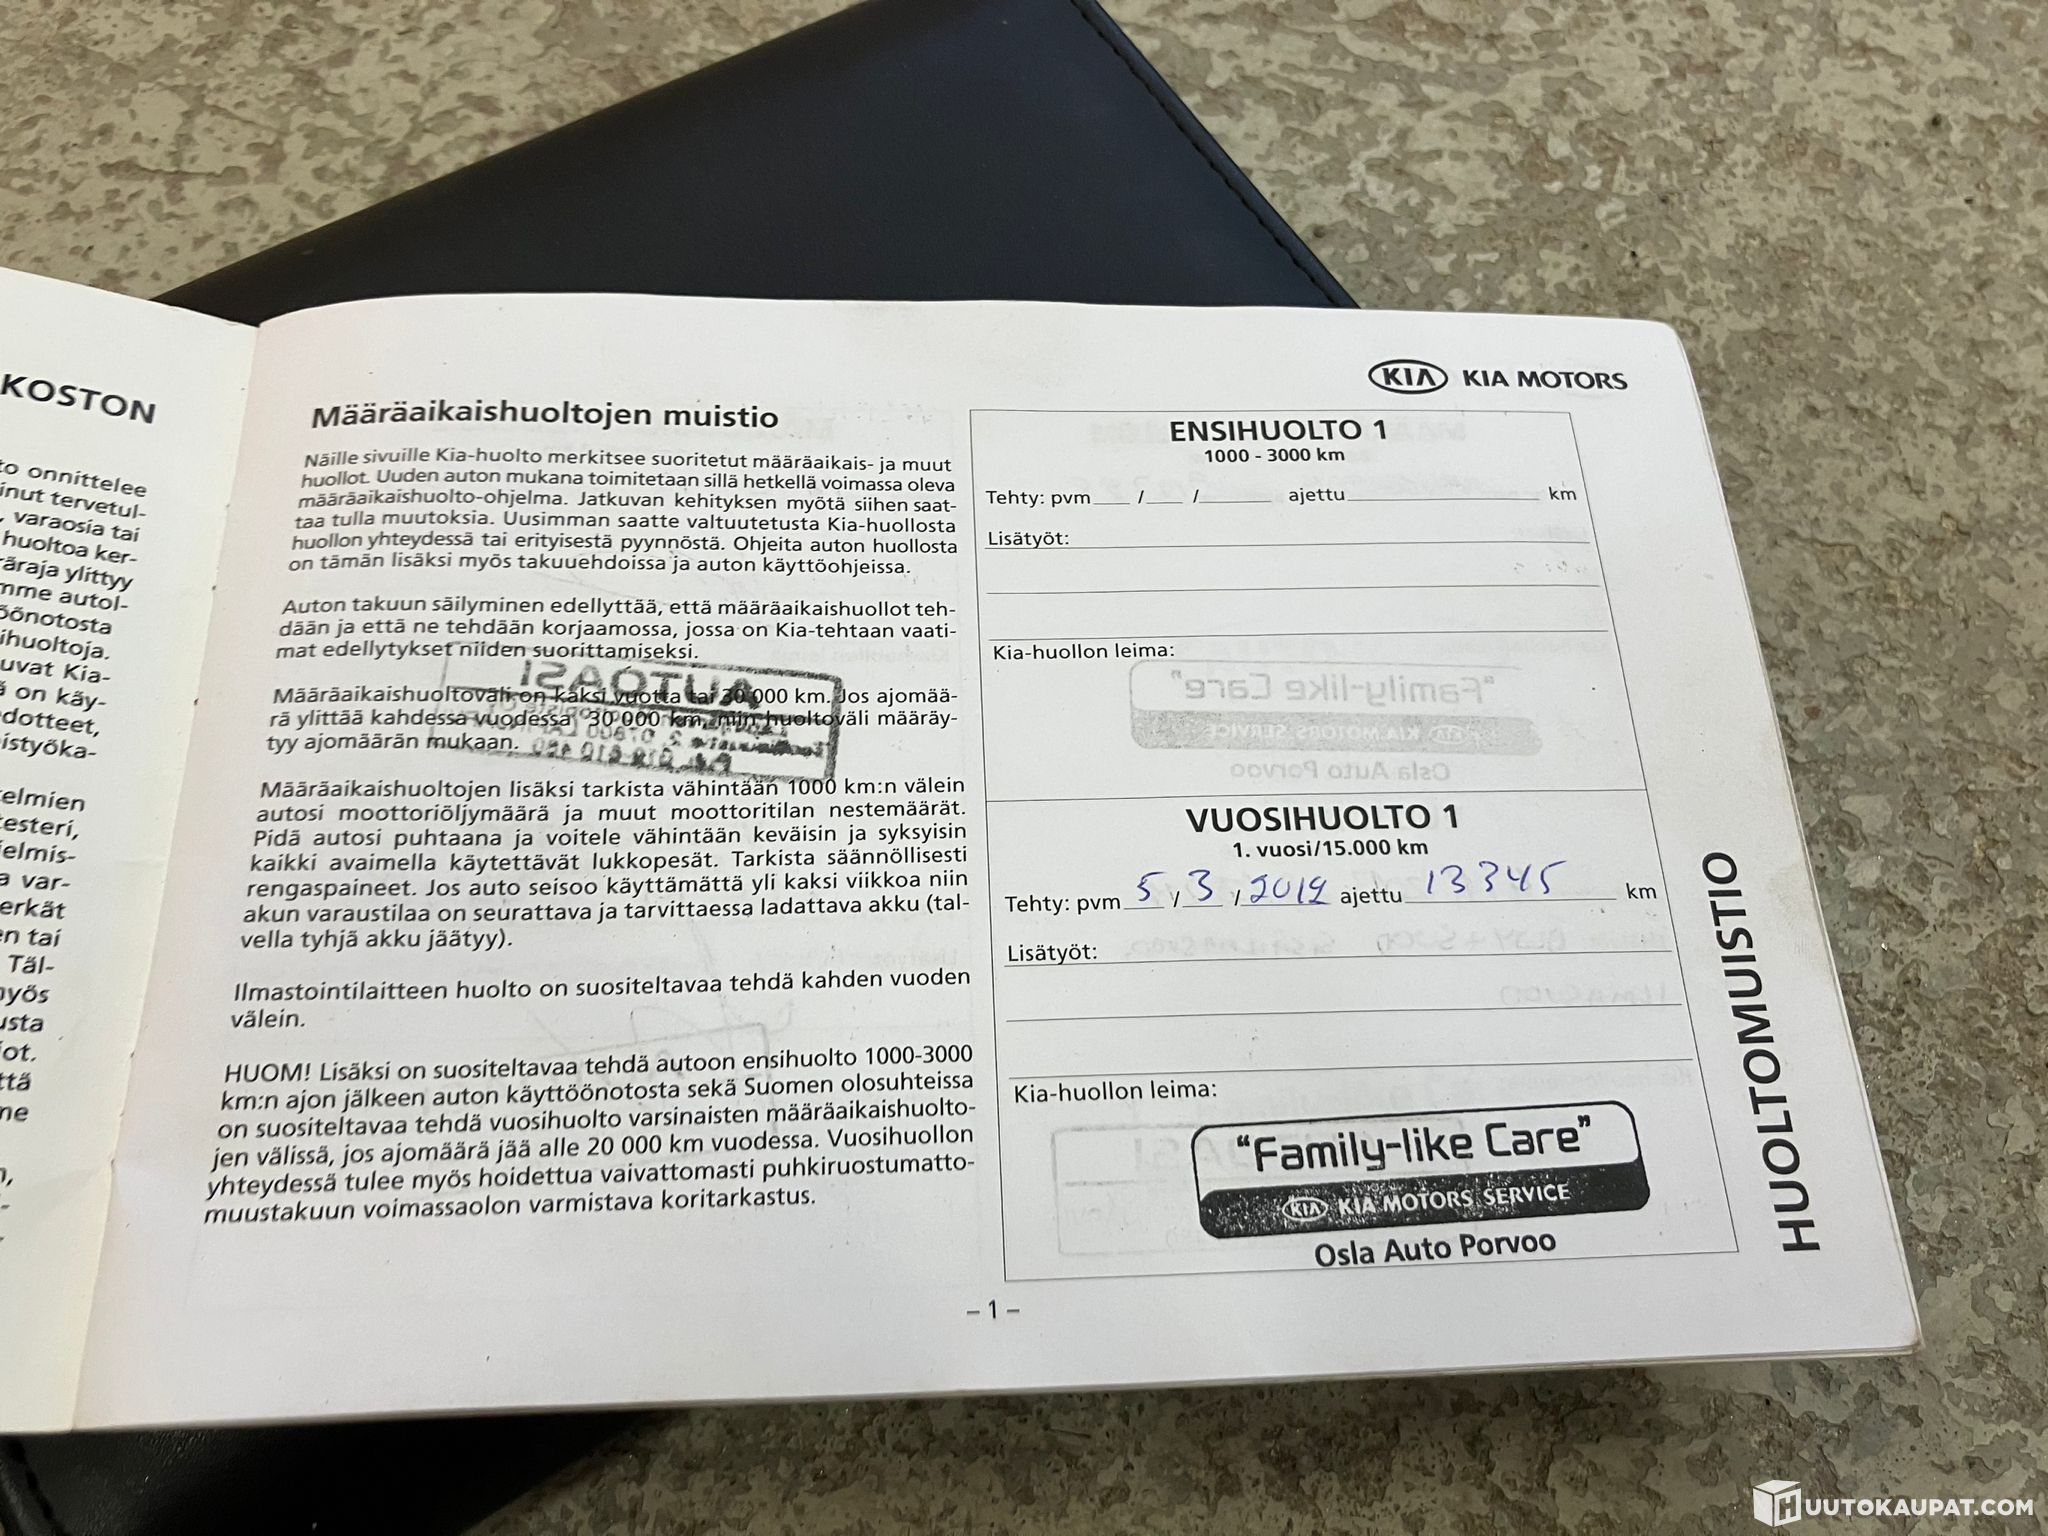 KOSTON
to onnittelee
inut tervetul-
, varaosia tai
huoltoa ker-
äraja ylittyy
mme autol-
öönotosta
ihuoltoja.
uvat Kia-
ä on käy-
dotteet,
istyöka-
elmien
esteri,
ielmis-
a var-
erkät
en tai
Täl-
nyös
usta
jot.
ttä
ne
KIA KIA MOTORS
Määräaikaishuoltojen muistio
Näille sivuille Kia-huolto merkitsee suoritetut määräaikais- ja muut
huollot. Uuden auton mukana toimitetaan sillä hetkellä voimassa oleva
määräaikaishuolto-ohjelma. Jatkuvan kehityksen myötä siihen saat-
taa tulla muutoksia. Uusimman saatte valtuutetusta Kia-huollosta
huollon yhteydessä tai erityisestä pyynnöstä. Ohjeita auton huollosta
on tämän lisäksi myös takuuehdoissa ja auton käyttöohjeissa.
Auton takuun säilyminen edellyttää, että määräaikaishuollot teh-
dään ja että ne tehdään korjaamossa, jossa on Kia-tehtaan vaati-
mat edellytykset niiden suorittamiseksi.
Määräaikaishuoltoväli on kaksi vuotta tai 30 000 km. Jos ajomää-
rä ylittää kahdessa vuodessa 30 000 km, niin huoltoväli määräy-
tyy ajomäärän mukaan.
Määräaikaishuoltojen lisäksi tarkista vähintään 1000 km:n välein
autosi moottoriöljymäärä ja muut moottoritilan nestemäärät.
Pidä autosi puhtaana ja voitele vähintään keväisin ja syksyisin
kaikki avaimella käytettävät lukkopesät. Tarkista säännöllisesti
rengaspaineet. Jos auto seisoo käyttämättä yli kaksi viikkoa niin
akun varaustilaa on seurattava ja tarvittaessa ladattava akku (tal-
vella tyhjä akku jäätyy).
Ilmastointilaitteen huolto on suositeltavaa tehdä kahden vuoden
välein.
HUOM! Lisäksi on suositeltavaa tehdä autoon ensihuolto 1000-3000
km:n ajon jälkeen auton käyttöönotosta sekä Suomen olosuhteissa
on suositeltavaa tehdä vuosihuolto varsinaisten määräaikaishuolto-
jen välissä, jos ajomäärä jää alle 20 000 km vuodessa. Vuosihuollon
yhteydessä tulee myös hoidettua vaivattomasti puhkiruostumatto-
muustakuun voimassaolon varmistava koritarkastus.
ENSIHUOLTO 1
1000 - 3000 km
Tehty: pvm / / ajettu km
Lisätyöt:
Kia-huollon leima:
VUOSIHUOLTO 1
1. vuosi/15.000 km
Tehty: pvm 5 / 3 / 2012 ajettu 13345 km
Lisätyöt:
Kia-huollon leima:
"Family-like Care"
KIA KIA MOTORS SERVICE
Osla Auto Porvoo
HUOLTOMUISTIO
– 1 –
HUUTOKAUPAT.COM